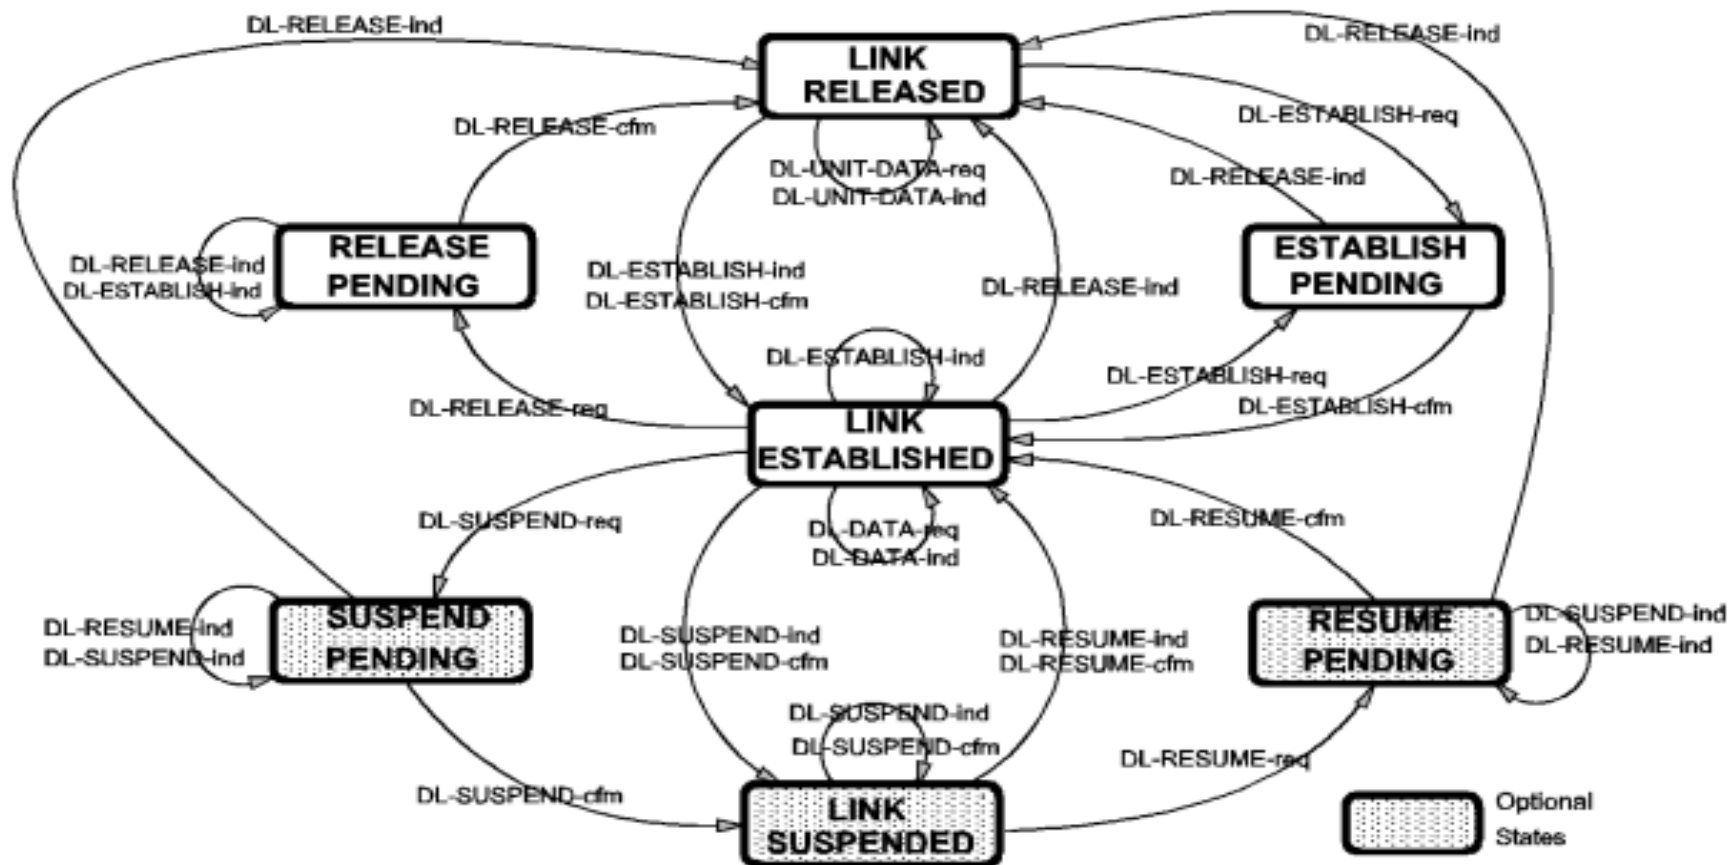 DL-RELEASE-ind
LINK
RELEASED
DL-RELEASE-ind
DL-RELEASE-cfm
DL-ESTABLISH-req
DL-UNIT-DATA-req
DL-UNIT-DATA-ind
DL-RELEASE-ind
RELEASE
PENDING
DL-RELEASE-ind
DL-ESTABLISH-ind
DL-ESTABLISH-ind
DL-ESTABLISH-cfm
DL-RELEASE-ind
ESTABLISH
PENDING
DL-ESTABLISH-ind
DL-ESTABLISH-req
DL-RELEASE-req
DL-ESTABLISH-cfm
LINK
ESTABLISHED
DL-SUSPEND-req
DL-DATA-req
DL-DATA-ind
DL-RESUME-cfm
SUSPEND
PENDING
DL-RESUME-ind
DL-SUSPEND-ind
DL-SUSPEND-ind
DL-SUSPEND-cfm
DL-RESUME-ind
DL-RESUME-cfm
RESUME
PENDING
DL-SUSPEND-ind
DL-RESUME-ind
DL-SUSPEND-ind
DL-SUSPEND-cfm
DL-RESUME-req
DL-SUSPEND-cfm
LINK
SUSPENDED
Optional
States